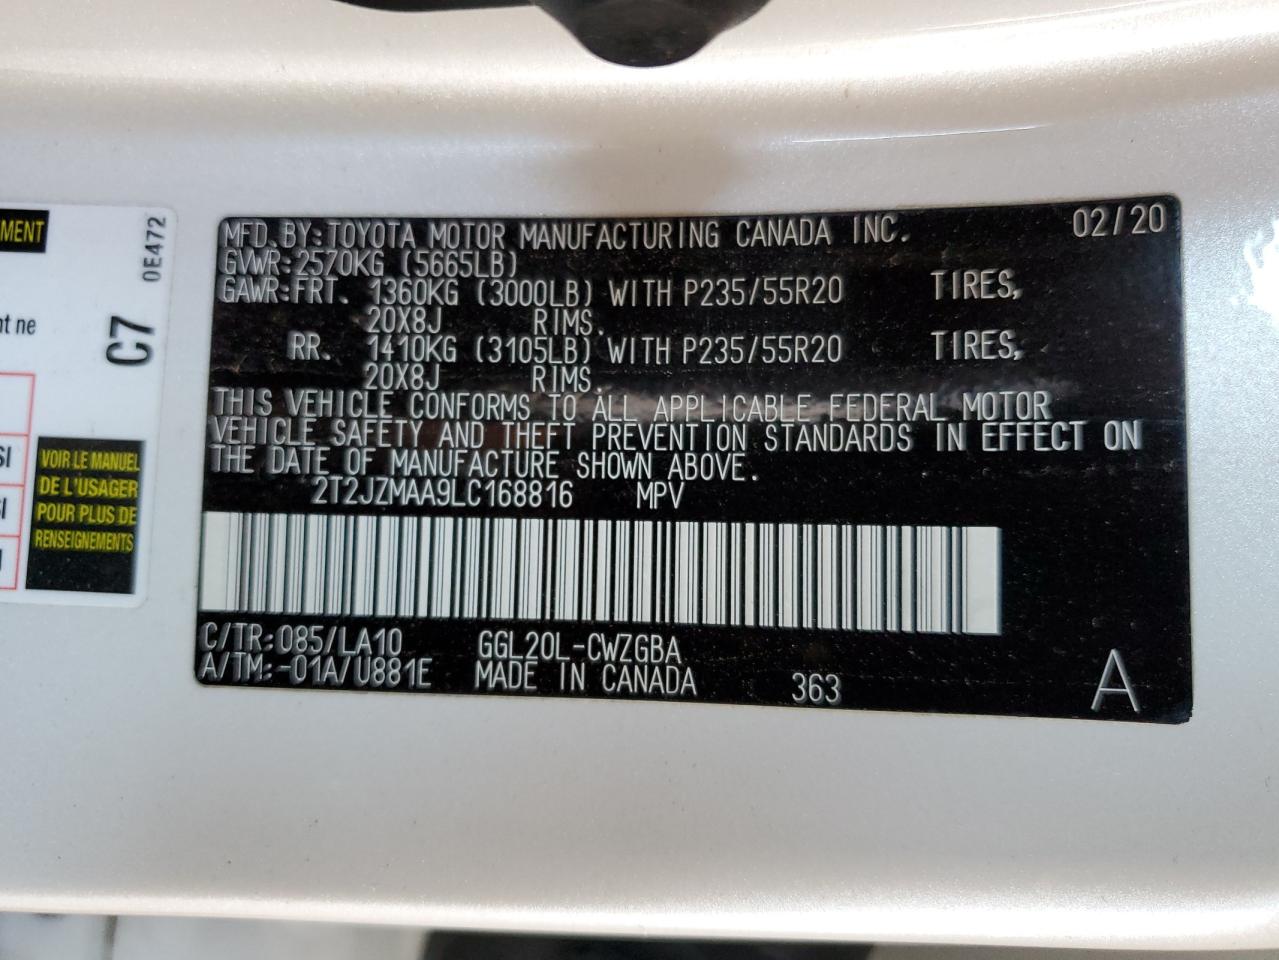 MFD. BY: TOYOTA MOTOR MANUFACTURING CANADA INC. 02/20
GVWR: 2570KG (5665LB)
GAWR: FRT. 1360KG (3000LB) WITH P235/55R20 TIRES,
20X8J RIMS.
RR. 1410KG (3105LB) WITH P235/55R20 TIRES,
20X8J RIMS.
THIS VEHICLE CONFORMS TO ALL APPLICABLE FEDERAL MOTOR
VEHICLE SAFETY AND THEFT PREVENTION STANDARDS IN EFFECT ON
THE DATE OF MANUFACTURE SHOWN ABOVE.
2T2JZMAA9LC168816 MPV
C/TR: 085/LA10 GGL20L-CWZGBA
A/TM: -01A/U881E MADE IN CANADA 363 A
MENT
0E472
C7
nt ne
SI
VOIR LE MANUEL
DE L'USAGER
POUR PLUS DE
RENSEIGNEMENTS